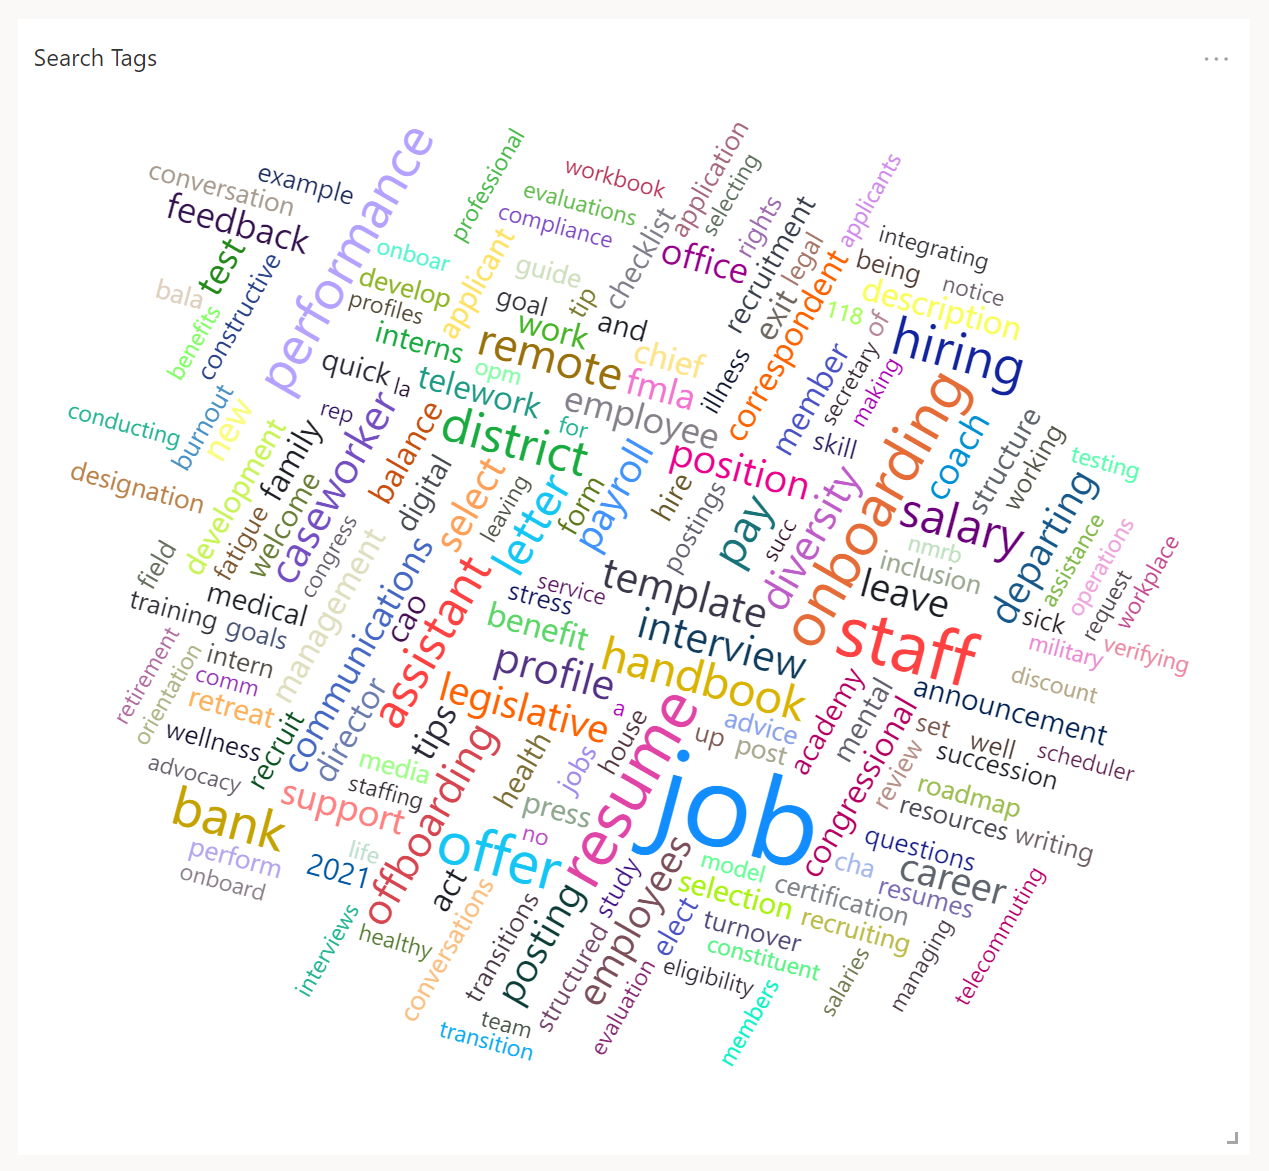 Search Tags
...
performance
professional
workbook
application
selecting
conversation
example
evaluations
compliance
checklist
rights
recruitment
applicants
feedback
test
constructive
onboar
applicant
guide
office
legal
integrating
being
notice
bala
benefits
develop
profiles
goal
tip
and
exit
correspondent
118
of
description
interns
work
remote
chief
hiring
quick
la
opm
telework
fmla
illness
member
secretary
making
conducting
burnout
new
rep
caseworker
balance
district
for
employee
skill
onboarding
coach
structure
working
testing
designation
development
family
digital
select
leaving
form
payroll
position
hire
postings
pay
succ
diversity
salary
departing
fatigue
welcome
congress
letter
nmrb
inclusion
assistance
operations
workplace
field
training
medical
management
communications
cao
assistant
stress
service
template
leave
sick
request
retirement
goals
intern
benefit
interview
staff
military
verifying
orientation
comm
retreat
director
profile
handbook
discount
announcement
wellness
recruit
tips
legislative
a
house
resume
up
advice
post
academy
mental
congressional
set
well
scheduler
advocacy
media
staffing
offboarding
health
jobs
job
review
succession
bank
support
press
roadmap
resources
writing
perform
life
no
offer
questions
onboard
2021
act
posting
study
employees
model
cha
career
selection
certification
resumes
interviews
healthy
conversations
transitions
structured
elect
turnover
recruiting
telecommuting
constituent
eligibility
salaries
managing
team
transition
evaluation
members